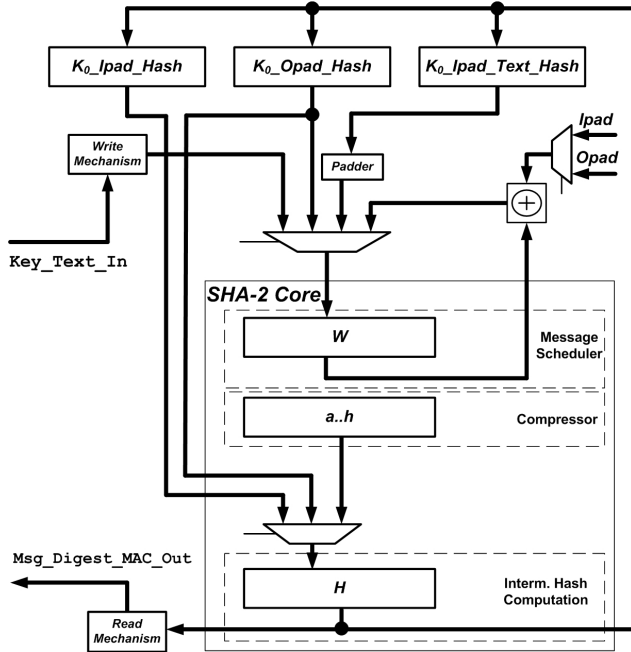 K0_Ipad_Hash
K0_Opad_Hash
K0_Ipad_Text_Hash
Ipad
Write
Mechanism
Padder
Opad
Key_Text_In
SHA-2 Core
W
Message
Scheduler
a..h
Compressor
Msg_Digest_MAC_Out
H
Interm. Hash
Computation
Read
Mechanism